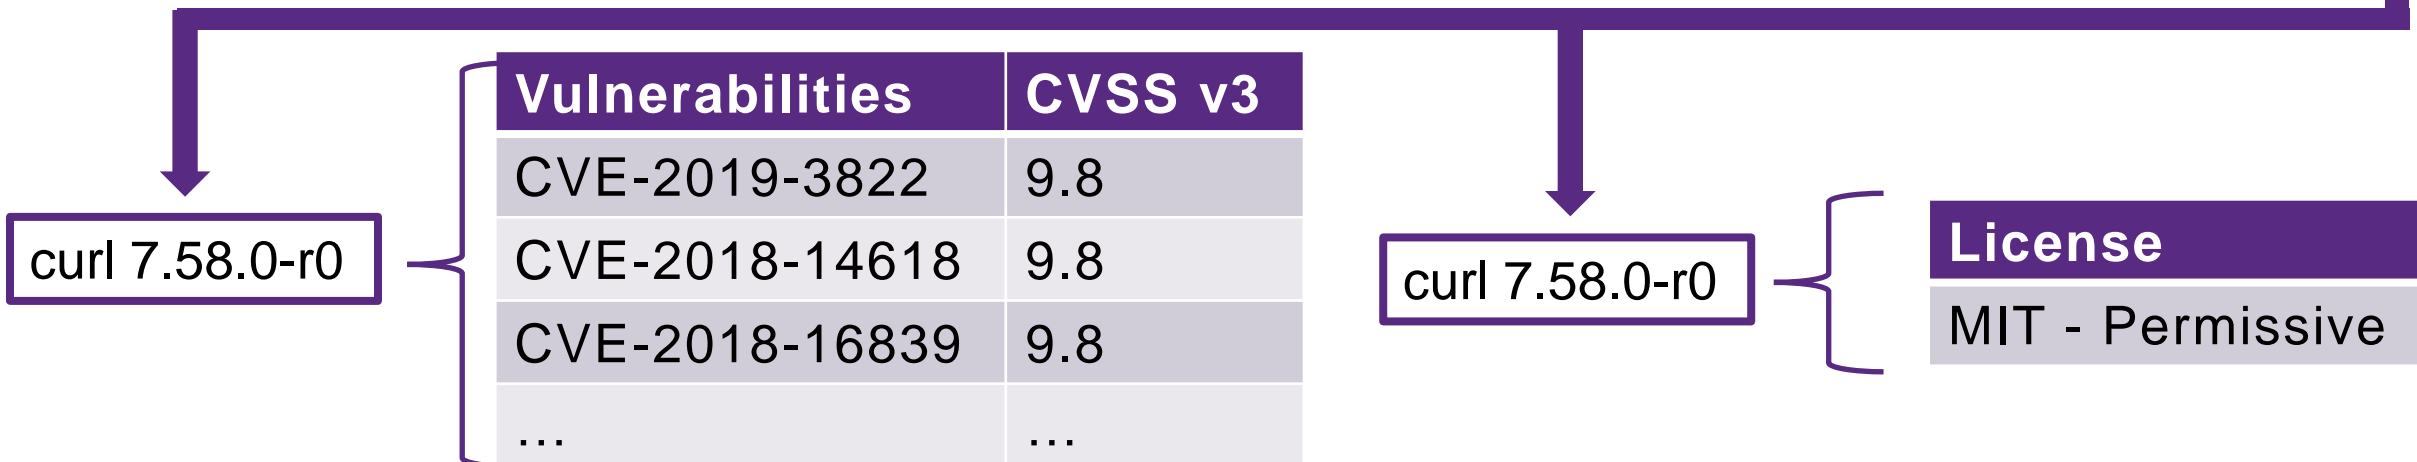 curl 7.58.0-r0
Vulnerabilities CVSS v3
CVE-2019-3822 9.8
CVE-2018-14618 9.8
CVE-2018-16839 9.8
... ...
curl 7.58.0-r0
License
MIT - Permissive